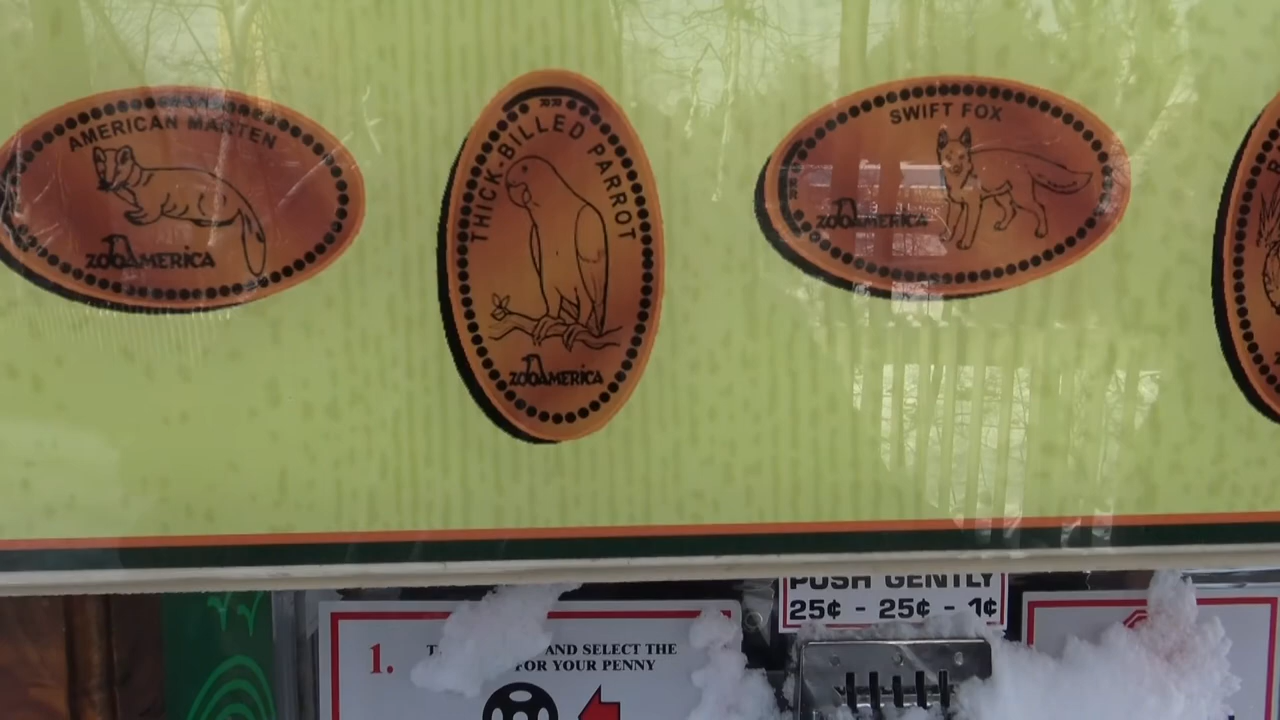 AMERICAN MARTEN
ZOOAMERICA
THICK-BILLED PARROT
ZOOAMERICA
SWIFT FOX
ZOOAMERICA
PUSH GENTLY
25¢ - 25¢ - 1¢
1.
AND SELECT THE
FOR YOUR PENNY